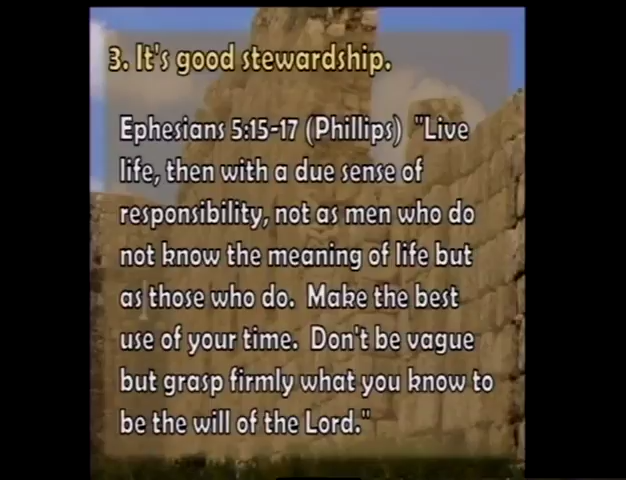 3. It's good stewardship.
Ephesians 5:15-17 (Phillips) "Live
life, then with a due sense of
responsibility, not as men who do
not know the meaning of life but
as those who do. Make the best
use of your time. Don't be vague
but grasp firmly what you know to
be the will of the Lord."